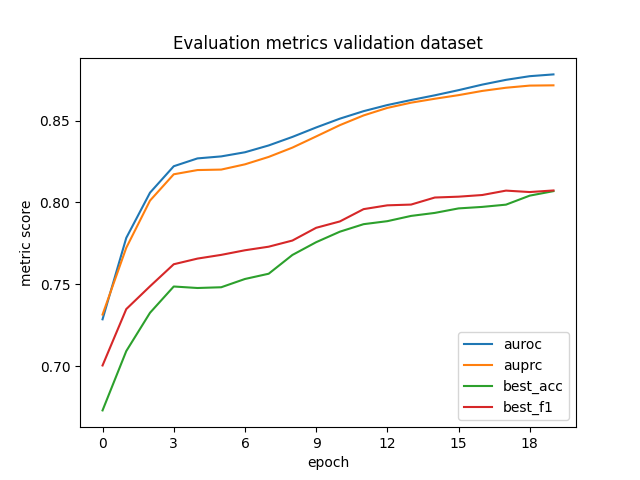 Evaluation metrics validation dataset
metric score
0.85
0.80
0.75
0.70
auroc
auprc
best_acc
best_f1
0 3 6 9 12 15 18
epoch